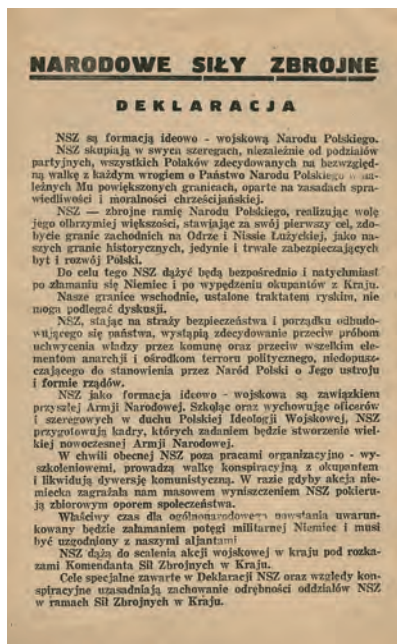 NARODOWE SIŁY ZBROJNE
DEKLARACJA
NSZ są formacją ideowo - wojskową Narodu Polskiego.
NSZ skupiają w swych szeregach, niezależnie od podziałów
partyjnych, wszystkich Polaków zdecydowanych na bezwzględ-
ną walkę z każdym wrogiem o Państwo Narodu Polskiego w na-
leżnych Mu powiększonych granicach, oparte na zasadach spra-
wiedliwości i moralności chrześcijańskiej.
NSZ — zbrojne ramię Narodu Polskiego, realizując wolę
jego olbrzymiej większości, stawiając za swój pierwszy cel, zdo-
bycie granic zachodnich na Odrze i Nissie Łużyckiej, jako na-
szych granic historycznych, jedynie i trwale zabezpieczających
byt i rozwój Polski.
Do celu tego NSZ dążyć będą bezpośrednio i natychmiast
po złamaniu się Niemiec i po wypędzeniu okupantów z Kraju.
Nasze granice wschodnie, ustalone traktatem ryskim, nie
mogą podlegać dyskusji.
NSZ, stając na straży bezpieczeństwa i porządku odbudo-
wującego się państwa, wystąpią zdecydowanie przeciw próbom
uchwycenia władzy przez komunę oraz przeciw wszelkim ele-
mentom anarchji i ośrodkom terroru politycznego, niedopusz-
czającego do stanowienia przez Naród Polski o Jego ustroju
i formie rządów.
NSZ jako formacja ideowo - wojskowa są zawiązkiem
przyszłej Armji Narodowej. Szkoląc oraz wychowując oficerów
i szeregowych w duchu Polskiej Ideologji Wojskowej, NSZ
przygotowują kadry, których zadaniem będzie stworzenie wiel-
kiej nowoczesnej Armji Narodowej.
W chwili obecnej NSZ poza pracami organizacyjno - wy-
szkoleniowemi, prowadzą walkę konspiracyjną z okupantem
i likwidują dywersję komunistyczną. W razie gdyby akcja nie-
miecka zagrażała nam masowem wyniszczeniem NSZ pokieru-
ją zbiorowym oporem społeczeństwa.
Właściwy czas dla ogólnonarodowego powstania uwarun-
kowany będzie załamaniem potęgi militarnej Niemiec i musi
być uzgodniony z naszymi aljantami
NSZ dążą do scalenia akcji wojskowej w kraju pod rozka-
zami Komendanta Sił Zbrojnych w Kraju.
Cele specjalne zawarte w Deklaracji NSZ oraz względy kon-
spiracyjne uzasadniają zachowanie odrębności oddziałów NSZ
w ramach Sił Zbrojnych w Kraju.